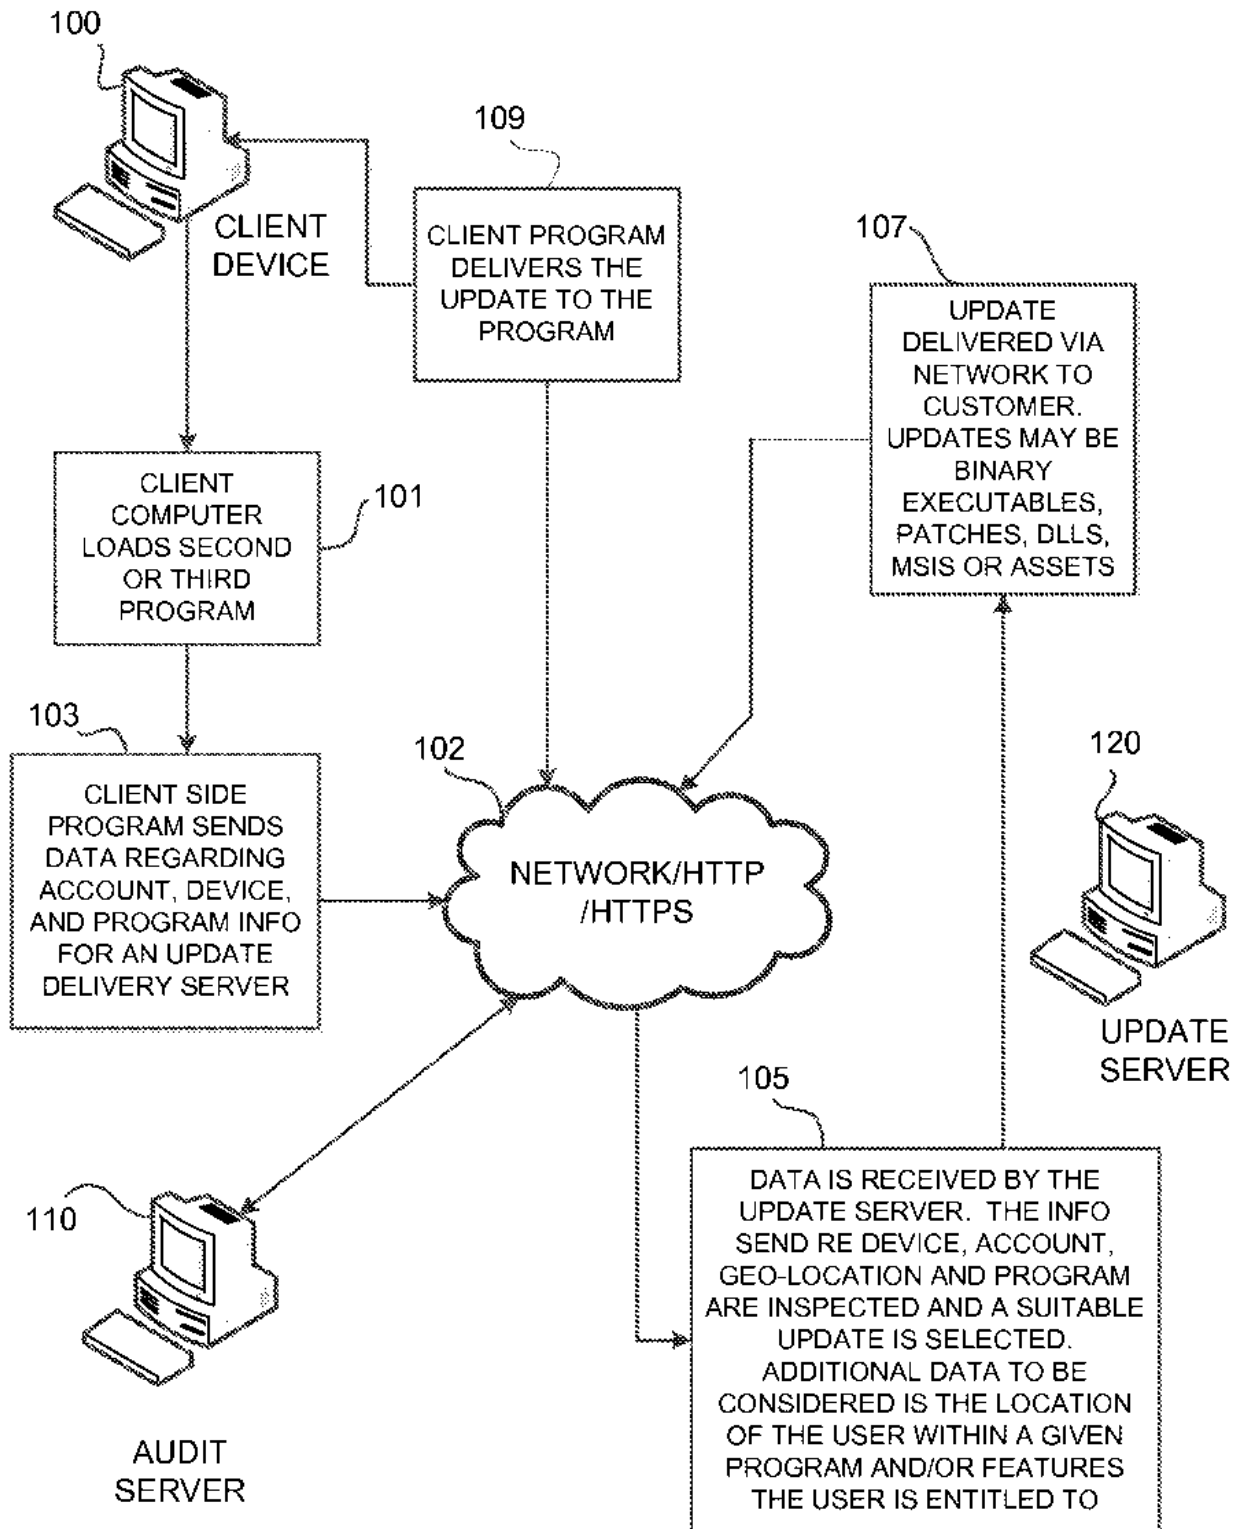 100
CLIENT
DEVICE
109
CLIENT PROGRAM
DELIVERS THE
UPDATE TO THE
PROGRAM
107
UPDATE
DELIVERED VIA
NETWORK TO
CUSTOMER.
UPDATES MAY BE
BINARY
EXECUTABLES,
PATCHES, DLLS,
MSIS OR ASSETS
CLIENT
COMPUTER
LOADS SECOND
OR THIRD
PROGRAM
101
103
CLIENT SIDE
PROGRAM SENDS
DATA REGARDING
ACCOUNT, DEVICE,
AND PROGRAM INFO
FOR AN UPDATE
DELIVERY SERVER
102
NETWORK/HTTP
/HTTPS
120
UPDATE
SERVER
105
DATA IS RECEIVED BY THE
UPDATE SERVER. THE INFO
SEND RE DEVICE, ACCOUNT,
GEO-LOCATION AND PROGRAM
ARE INSPECTED AND A SUITABLE
UPDATE IS SELECTED.
ADDITIONAL DATA TO BE
CONSIDERED IS THE LOCATION
OF THE USER WITHIN A GIVEN
PROGRAM AND/OR FEATURES
THE USER IS ENTITLED TO
110
AUDIT
SERVER